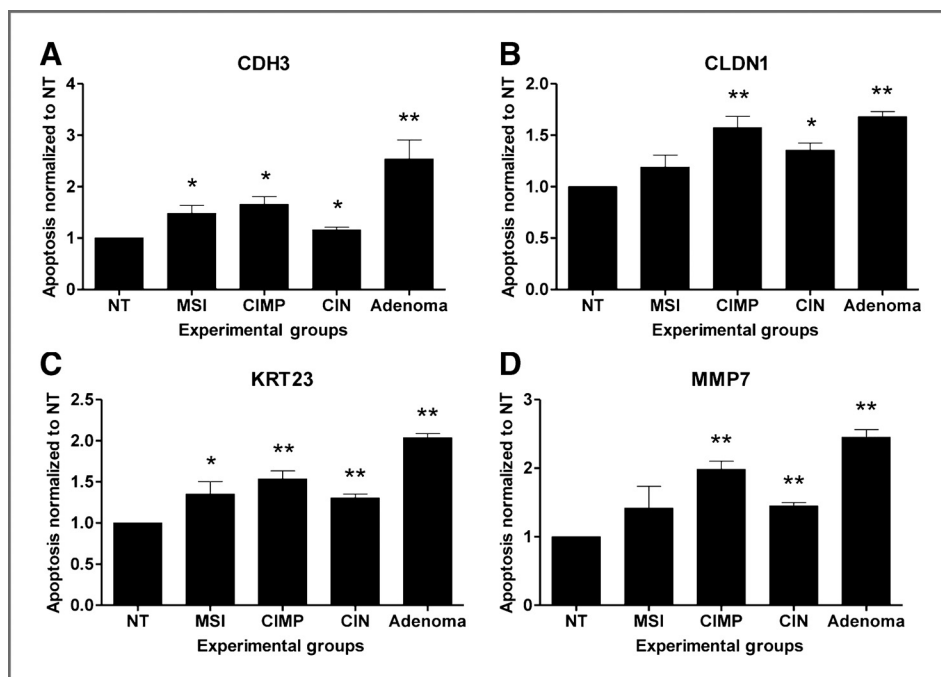 A
CDH3
Apoptosis normalized to NT
4
3
2
1
0
*
*
*
**
NT MSI CIMP CIN Adenoma
Experimental groups
B
CLDN1
Apoptosis normalized to NT
2.0
1.5
1.0
0.5
0.0
**
*
**
NT MSI CIMP CIN Adenoma
Experimental groups
C
KRT23
Apoptosis normalized to NT
2.5
2.0
1.5
1.0
0.5
0.0
*
**
**
**
NT MSI CIMP CIN Adenoma
Experimental groups
D
MMP7
Apoptosis normalized to NT
3
2
1
0
**
**
**
NT MSI CIMP CIN Adenoma
Experimental groups